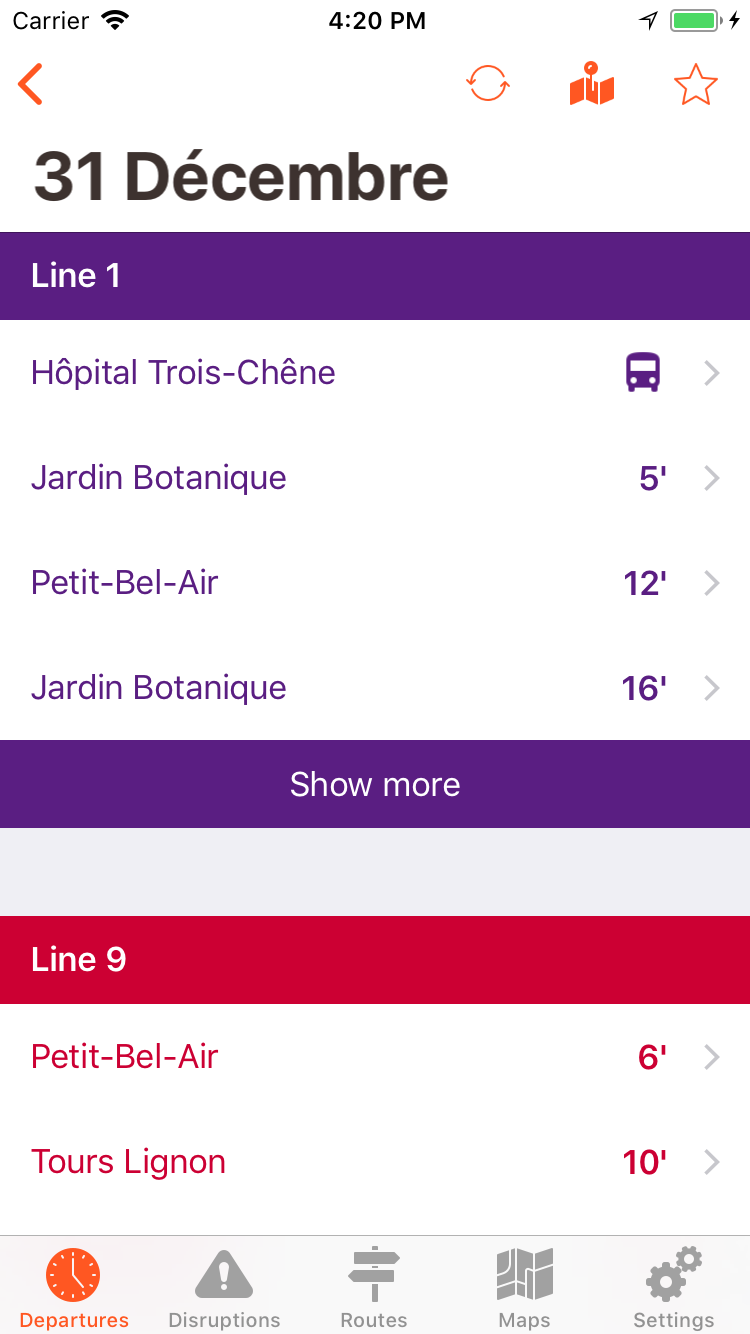 Carrier 4:20 PM
31 Décembre
Line 1
Hôpital Trois-Chêne
Jardin Botanique 5'
Petit-Bel-Air 12'
Jardin Botanique 16'
Show more
Line 9
Petit-Bel-Air 6'
Tours Lignon 10'
Departures Disruptions Routes Maps Settings